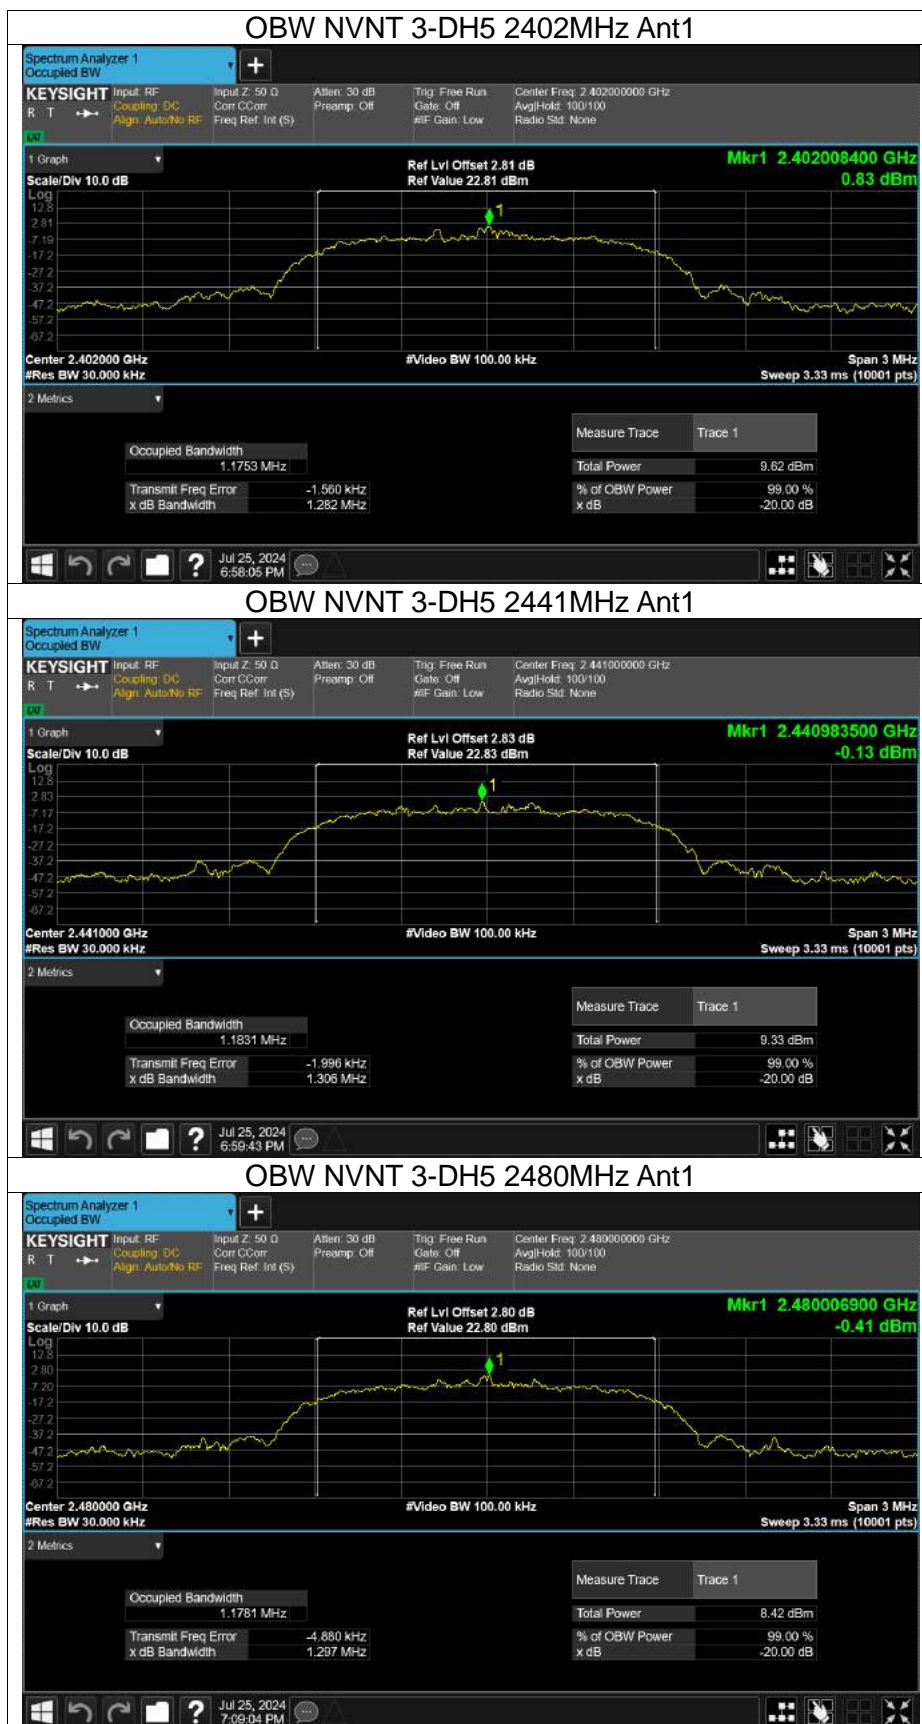 OBW NVNT 3-DH5 2402MHz Ant1
Spectrum Analyzer 1
Occupied BW
+
KEYSIGHT Input: RF Input Z: 50 Ω Atten: 30 dB Trig: Free Run Center Freq: 2.402000000 GHz
R T Coupling: DC Corr CCorr Preamp: Off Gate: Off Avg|Hold: 100/100
Align: Auto/No RF Freq Ref: Int (S) #IF Gain: Low Radio Std: None
LXI
1 Graph Ref Lvl Offset 2.81 dB Mkr1 2.402008400 GHz
Scale/Div 10.0 dB Ref Value 22.81 dBm 0.83 dBm
Log
12.8
1
2.81
-7.19
-17.2
-27.2
-37.2
-47.2
-57.2
-67.2
Center 2.402000 GHz #Video BW 100.00 kHz Span 3 MHz
#Res BW 30.000 kHz Sweep 3.33 ms (10001 pts)
2 Metrics
Measure Trace Trace 1
Occupied Bandwidth
1.1753 MHz Total Power 9.62 dBm
Transmit Freq Error -1.560 kHz % of OBW Power 99.00 %
x dB Bandwidth 1.282 MHz x dB -20.00 dB
? Jul 25, 2024
6:58:05 PM
OBW NVNT 3-DH5 2441MHz Ant1
Spectrum Analyzer 1
Occupied BW
+
KEYSIGHT Input: RF Input Z: 50 Ω Atten: 30 dB Trig: Free Run Center Freq: 2.441000000 GHz
R T Coupling: DC Corr CCorr Preamp: Off Gate: Off Avg|Hold: 100/100
Align: Auto/No RF Freq Ref: Int (S) #IF Gain: Low Radio Std: None
LXI
1 Graph Ref Lvl Offset 2.83 dB Mkr1 2.440983500 GHz
Scale/Div 10.0 dB Ref Value 22.83 dBm -0.13 dBm
Log
12.8
1
2.83
-7.17
-17.2
-27.2
-37.2
-47.2
-57.2
-67.2
Center 2.441000 GHz #Video BW 100.00 kHz Span 3 MHz
#Res BW 30.000 kHz Sweep 3.33 ms (10001 pts)
2 Metrics
Measure Trace Trace 1
Occupied Bandwidth
1.1831 MHz Total Power 9.33 dBm
Transmit Freq Error -1.996 kHz % of OBW Power 99.00 %
x dB Bandwidth 1.306 MHz x dB -20.00 dB
? Jul 25, 2024
6:59:43 PM
OBW NVNT 3-DH5 2480MHz Ant1
Spectrum Analyzer 1
Occupied BW
+
KEYSIGHT Input: RF Input Z: 50 Ω Atten: 30 dB Trig: Free Run Center Freq: 2.480000000 GHz
R T Coupling: DC Corr CCorr Preamp: Off Gate: Off Avg|Hold: 100/100
Align: Auto/No RF Freq Ref: Int (S) #IF Gain: Low Radio Std: None
LXI
1 Graph Ref Lvl Offset 2.80 dB Mkr1 2.480006900 GHz
Scale/Div 10.0 dB Ref Value 22.80 dBm -0.41 dBm
Log
12.8
1
2.80
-7.20
-17.2
-27.2
-37.2
-47.2
-57.2
-67.2
Center 2.480000 GHz #Video BW 100.00 kHz Span 3 MHz
#Res BW 30.000 kHz Sweep 3.33 ms (10001 pts)
2 Metrics
Measure Trace Trace 1
Occupied Bandwidth
1.1781 MHz Total Power 8.42 dBm
Transmit Freq Error -4.880 kHz % of OBW Power 99.00 %
x dB Bandwidth 1.297 MHz x dB -20.00 dB
? Jul 25, 2024
7:09:04 PM